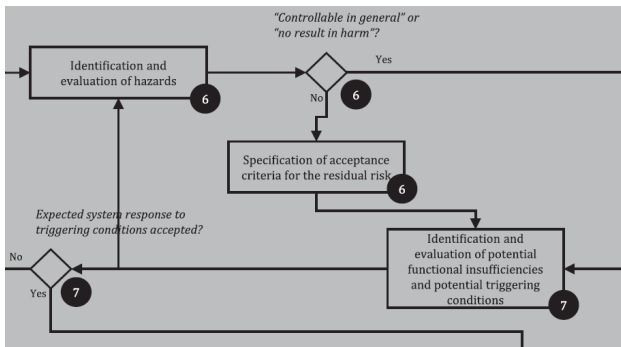 “Controllable in general” or
“no result in harm”?
Yes
Identification and
evaluation of hazards
6
No
6
Specification of acceptance
criteria for the residual risk
6
Expected system response to
triggering conditions accepted?
No
Yes
7
Identification and
evaluation of potential
functional insufficiencies
and potential triggering
conditions
7